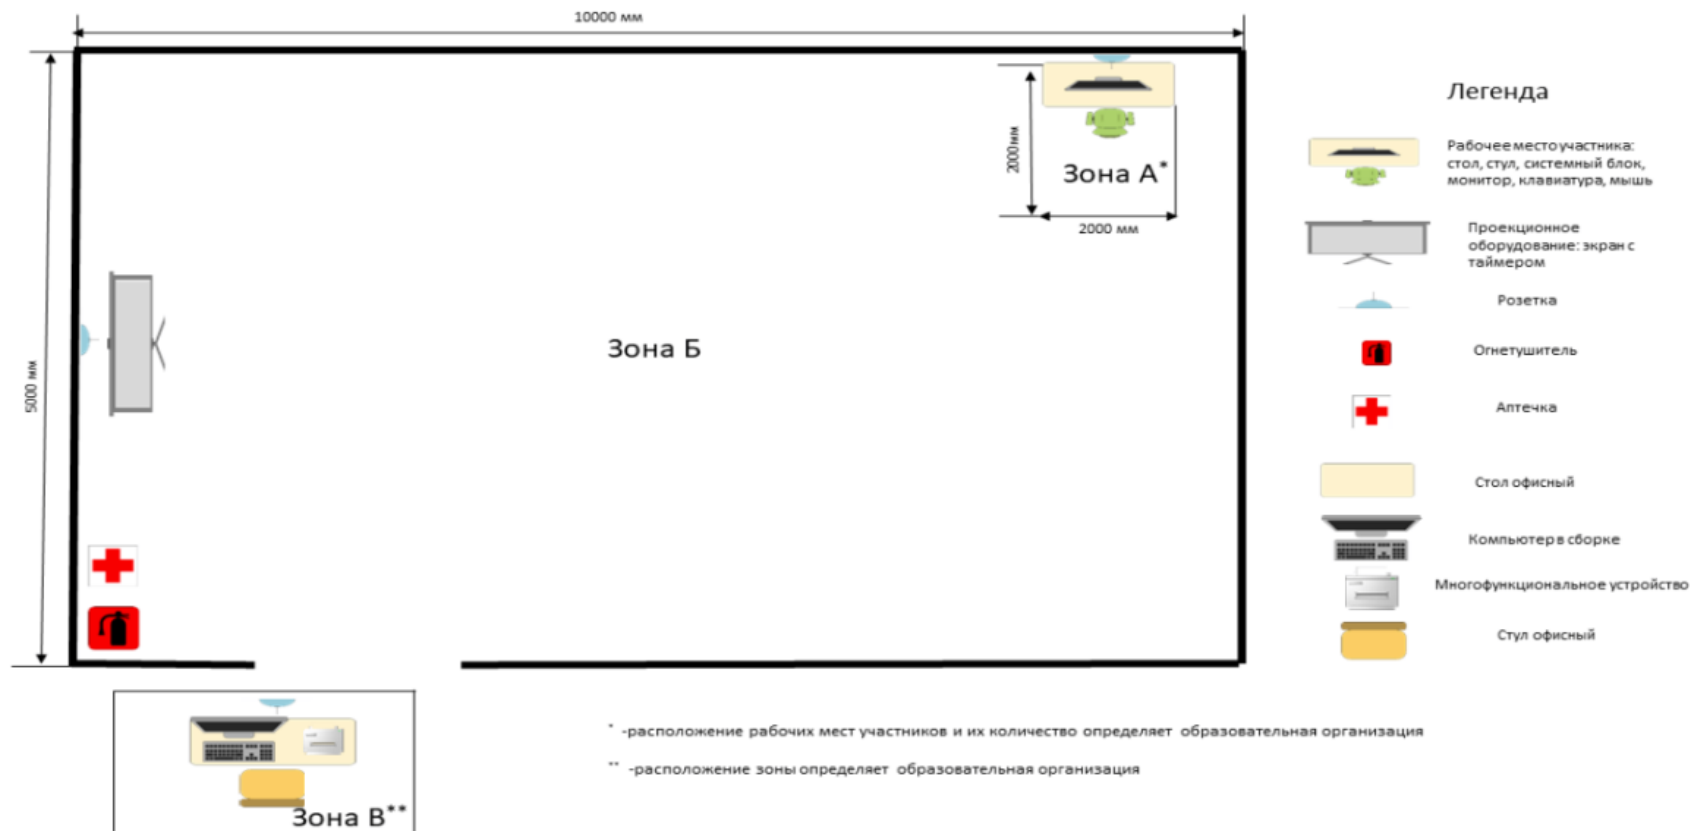 10000 мм
5000 мм
2000мм
Зона А*
2000 мм
Зона Б
Легенда
Рабочее место участника:
стол, стул, системный блок,
монитор, клавиатура, мышь
Проекционное
оборудование: экран с
таймером
Розетка
Огнетушитель
Аптечка
Стол офисный
Компьютер в сборке
Многофункциональное устройство
Стул офисный
Зона В**
* -расположение рабочих мест участников и их количество определяет образовательная организация
** -расположение зоны определяет образовательная организация